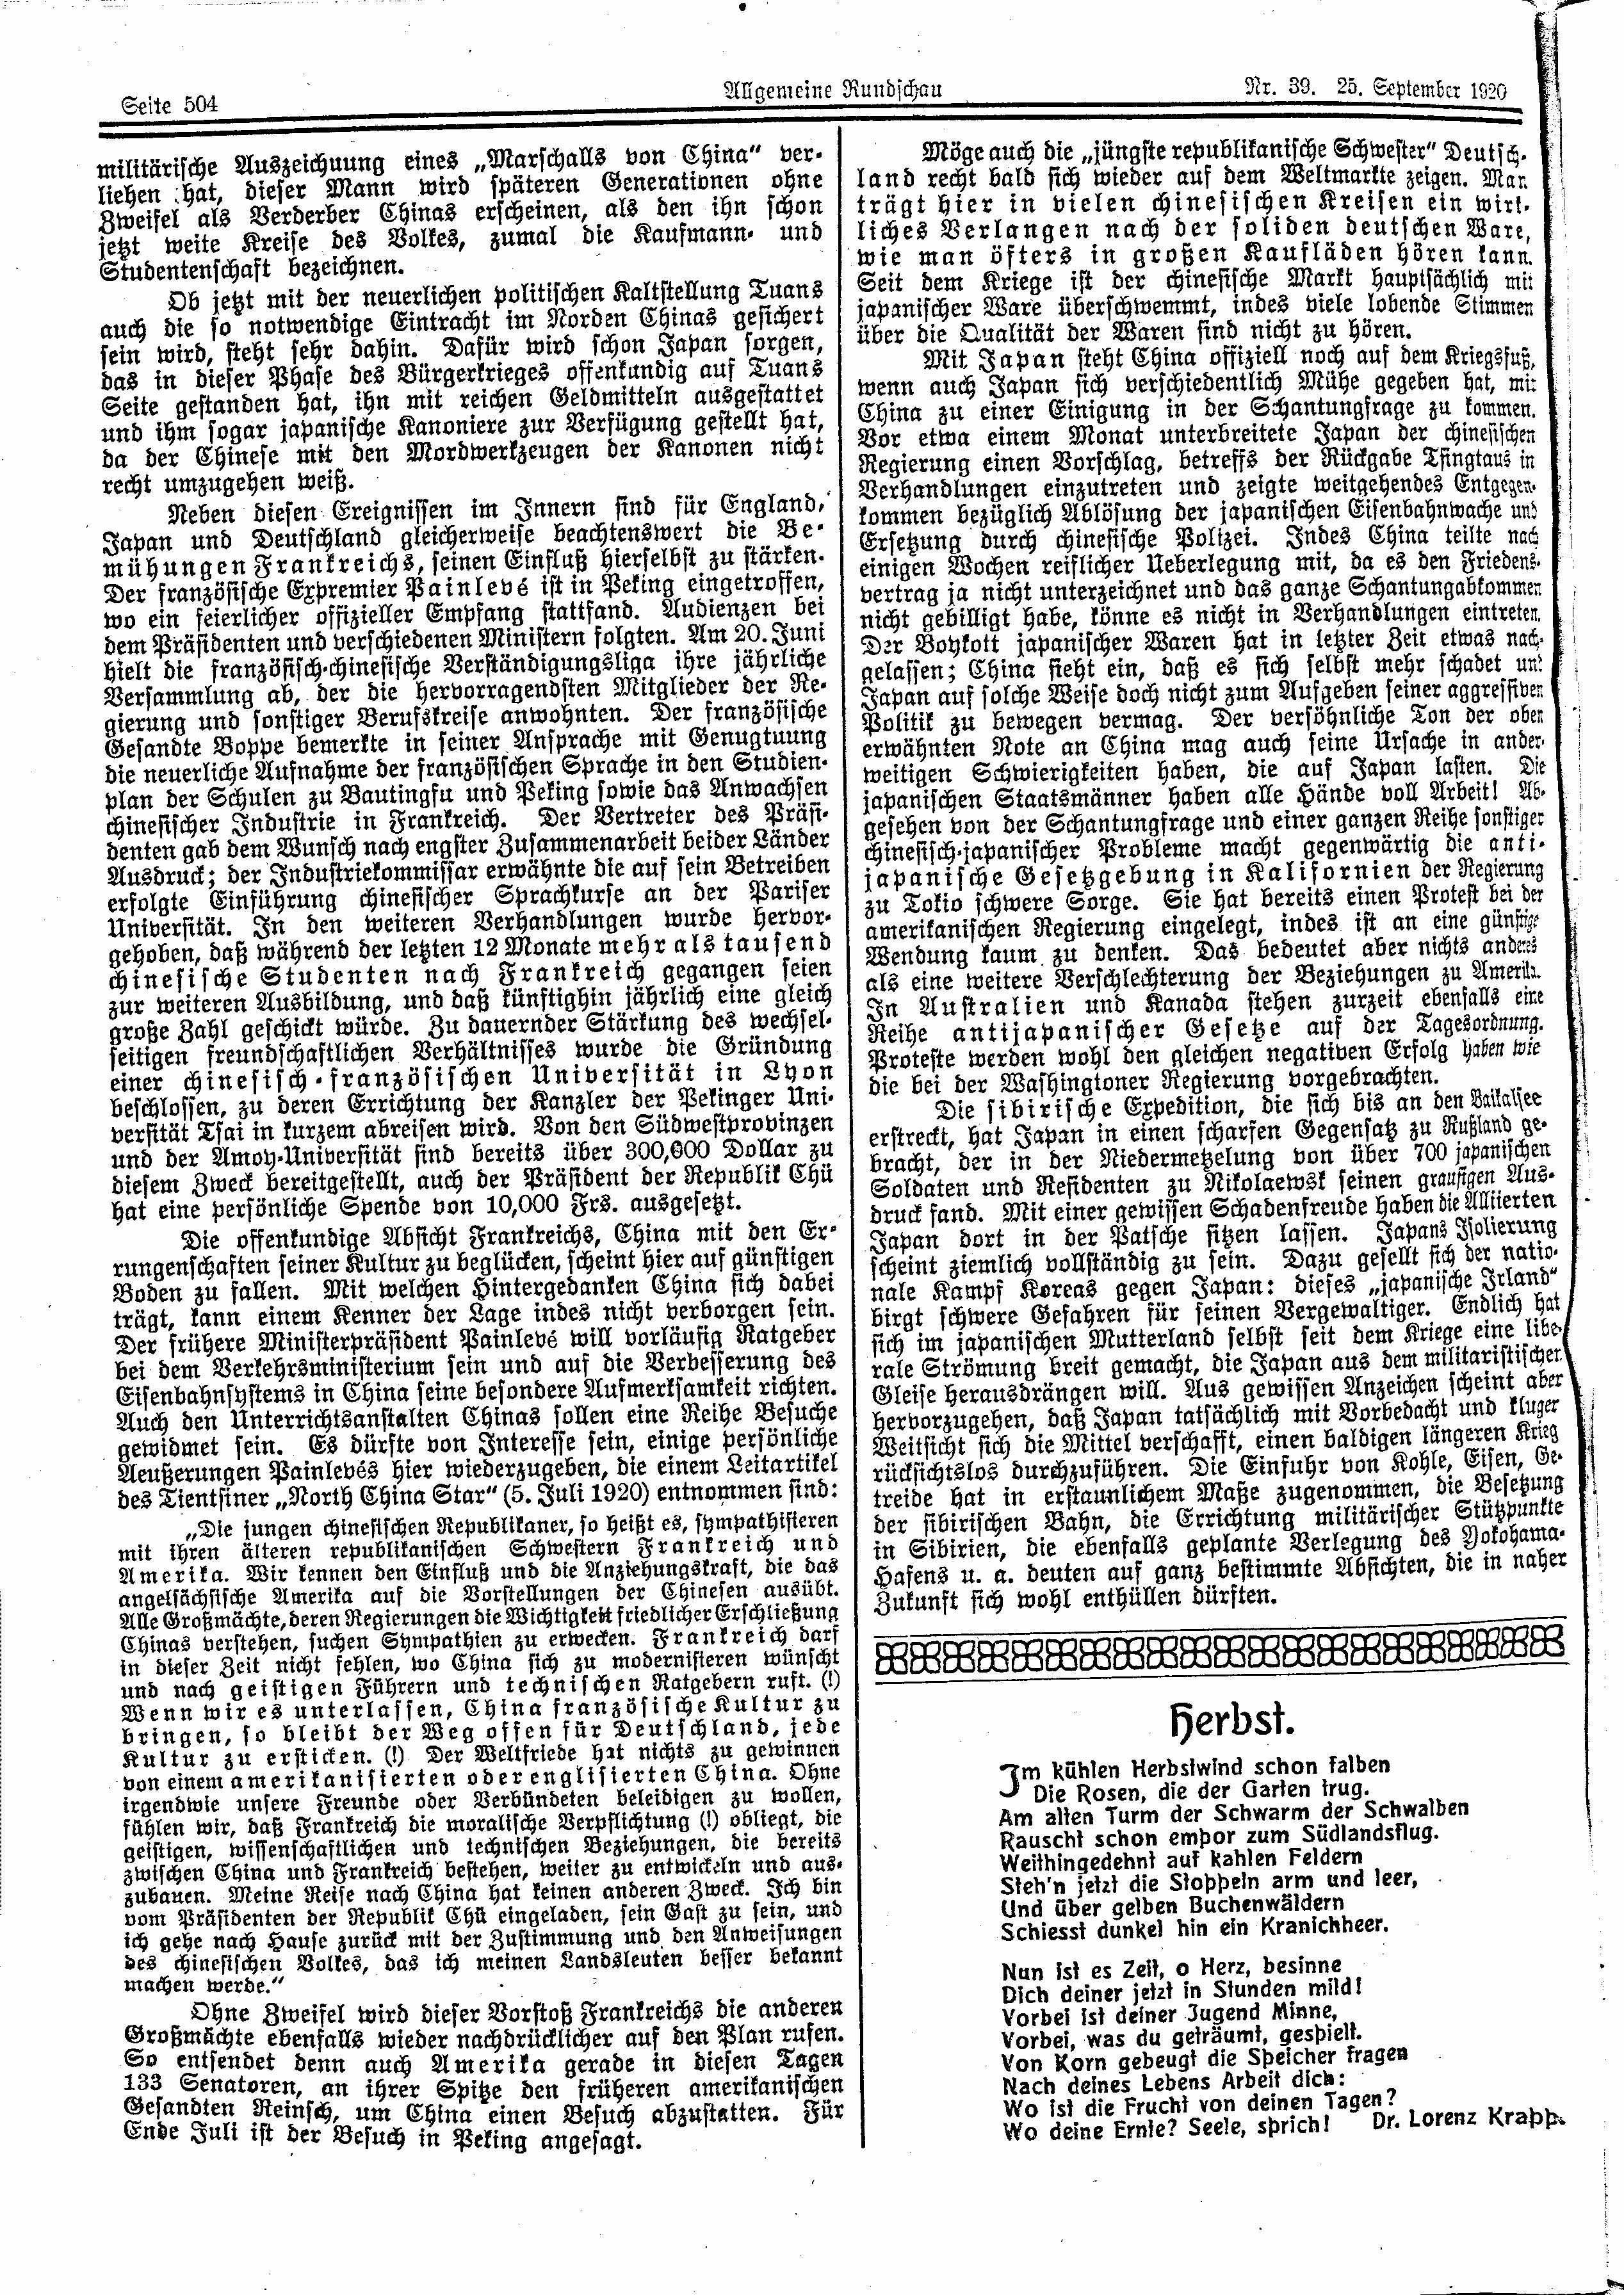 Seite 504
Allgemeine Rundschau
Nr. 39. 25. September 1920
militärische Auszeichnung eines „Marschalls von China“ ver-
liehen hat, dieser Mann wird späteren Generationen ohne
Zweifel als Verderber Chinas erscheinen, als den ihn schon
jetzt weite Kreise des Volkes, zumal die Kaufmann- und
Studentenschaft bezeichnen.
Ob jetzt mit der neuerlichen politischen Kaltstellung Tuans
auch die so notwendige Eintracht im Norden Chinas gesichert
sein wird, steht sehr dahin. Dafür wird schon Japan sorgen,
das in dieser Phase des Bürgerkrieges offenkundig auf Tuans
Seite gestanden hat, ihn mit reichen Geldmitteln ausgestattet
und ihm sogar japanische Kanoniere zur Verfügung gestellt hat,
da der Chinese mit den Mordwerkzeugen der Kanonen nicht
recht umzugehen weiß.
Neben diesen Ereignissen im Innern sind für England,
Japan und Deutschland gleicherweise beachtenswert die Be-
mühungen Frankreichs, seinen Einfluß hierselbst zu stärken.
Der französische Expremier Painlevé ist in Peking eingetroffen,
wo ein feierlicher offizieller Empfang stattfand. Audienzen bei
dem Präsidenten und verschiedenen Ministern folgten. Am 20. Juni
hielt die französisch-chinesische Verständigungsliga ihre jährliche
Versammlung ab, der die hervorragendsten Mitglieder der Re-
gierung und sonstiger Berufskreise anwohnten. Der französische
Gesandte Boppe bemerkte in seiner Ansprache mit Genugtuung
die neuerliche Aufnahme der französischen Sprache in den Studien-
plan der Schulen zu Bautingfu und Peking sowie das Anwachsen
chinesischer Industrie in Frankreich. Der Vertreter des Präsi-
denten gab dem Wunsch nach engster Zusammenarbeit beider Länder
Ausdruck; der Industriekommissar erwähnte die auf sein Betreiben
erfolgte Einführung chinesischer Sprachkurse an der Pariser
Universität. In den weiteren Verhandlungen wurde hervor-
gehoben, daß während der letzten 12 Monate mehr als tausend
chinesische Studenten nach Frankreich gegangen seien
zur weiteren Ausbildung, und daß künftighin jährlich eine gleich
große Zahl geschickt würde. Zu dauernder Stärkung des wechsel-
seitigen freundschaftlichen Verhältnisses wurde die Gründung
einer chinesisch-französischen Universität in Lyon
beschlossen, zu deren Errichtung der Kanzler der Pekinger Uni-
versität Tsai in kurzem abreisen wird. Von den Südwestprovinzen
und der Amoy-Universität sind bereits über 300,000 Dollar zu
diesem Zweck bereitgestellt, auch der Präsident der Republik Chü
hat eine persönliche Spende von 10,000 Frs. ausgesetzt.
Die offenkundige Absicht Frankreichs, China mit den Er-
rungenschaften seiner Kultur zu beglücken, scheint hier auf günstigen
Boden zu fallen. Mit welchen Hintergedanken China sich dabei
trägt, kann einem Kenner der Lage indes nicht verborgen sein.
Der frühere Ministerpräsident Painlevé will vorläufig Ratgeber
bei dem Verkehrsministerium sein und auf die Verbesserung des
Eisenbahnsystems in China seine besondere Aufmerksamkeit richten.
Auch den Unterrichtsanstalten Chinas sollen eine Reihe Besuche
gewidmet sein. Es dürfte von Interesse sein, einige persönliche
Aeußerungen Painlevés hier wiederzugeben, die einem Leitartikel
des Tientsiner „North China Star“ (5. Juli 1920) entnommen sind:
„Die jungen chinesischen Republikaner, so heißt es, sympathisieren
mit ihren älteren republikanischen Schwestern Frankreich und
Amerika. Wir kennen den Einfluß und die Anziehungskraft, die das
angelsächsische Amerika auf die Vorstellungen der Chinesen ausübt.
Alle Großmächte, deren Regierungen die Wichtigkeit friedlicher Erschließung
Chinas verstehen, suchen Sympathien zu erwecken. Frankreich darf
in dieser Zeit nicht fehlen, wo China sich zu modernisieren wünscht
und nach geistigen Führern und technischen Ratgebern ruft. (!)
Wenn wir es unterlassen, China französische Kultur zu
bringen, so bleibt der Weg offen für Deutschland, jede
Kultur zu ersticken. (!) Der Weltfriede hat nichts zu gewinnen
von einem amerikanisierten oder englisierten China. Ohne
irgendwie unsere Freunde oder Verbündeten beleidigen zu wollen,
fühlen wir, daß Frankreich die moralische Verpflichtung (!) obliegt, die
geistigen, wissenschaftlichen und technischen Beziehungen, die bereits
zwischen China und Frankreich bestehen, weiter zu entwickeln und aus-
zubauen. Meine Reise nach China hat keinen anderen Zweck. Ich bin
vom Präsidenten der Republik Chü eingeladen, sein Gast zu sein, und
ich gehe nach Hause zurück mit der Zustimmung und den Anweisungen
des chinesischen Volkes, das ich meinen Landsleuten besser bekannt
machen werde.“
Ohne Zweifel wird dieser Vorstoß Frankreichs die anderen
Großmächte ebenfalls wieder nachdrücklicher auf den Plan rufen.
So entsendet denn auch Amerika gerade in diesen Tagen
133 Senatoren, an ihrer Spitze den früheren amerikanischen
Gesandten Reinsch, um China einen Besuch abzustatten. Für
Ende Juli ist der Besuch in Peking angesagt.
Möge auch die „jüngste republikanische Schwester“ Deutsch-
land recht bald sich wieder auf dem Weltmarkte zeigen. Man
trägt hier in vielen chinesischen Kreisen ein wirk-
liches Verlangen nach der soliden deutschen Ware,
wie man öfters in großen Kaufläden hören kann.
Seit dem Kriege ist der chinesische Markt hauptsächlich mit
japanischer Ware überschwemmt, indes viele lobende Stimmen
über die Qualität der Waren sind nicht zu hören.
Mit Japan steht China offiziell noch auf dem Kriegsfuß,
wenn auch Japan sich verschiedentlich Mühe gegeben hat, mit
China zu einer Einigung in der Schantungfrage zu kommen.
Vor etwa einem Monat unterbreitete Japan der chinesischen
Regierung einen Vorschlag, betreffs der Rückgabe Tsingtaus in
Verhandlungen einzutreten und zeigte weitgehendes Entgegen-
kommen bezüglich Ablösung der japanischen Eisenbahnwache und
Ersetzung durch chinesische Polizei. Indes China teilte nach
einigen Wochen reiflicher Ueberlegung mit, da es den Friedens-
vertrag ja nicht unterzeichnet und das ganze Schantungabkommen
nicht gebilligt habe, könne es nicht in Verhandlungen eintreten.
Der Boykott japanischer Waren hat in letzter Zeit etwas nach-
gelassen; China sieht ein, daß es sich selbst mehr schadet und
Japan auf solche Weise doch nicht zum Aufgeben seiner aggressiven
Politik zu bewegen vermag. Der versöhnliche Ton der oben
erwähnten Note an China mag auch seine Ursache in ander-
weitigen Schwierigkeiten haben, die auf Japan lasten. Die
japanischen Staatsmänner haben alle Hände voll Arbeit! Ab-
gesehen von der Schantungfrage und einer ganzen Reihe sonstiger
chinesisch-japanischer Probleme macht gegenwärtig die anti-
japanische Gesetzgebung in Kalifornien der Regierung
zu Tokio schwere Sorge. Sie hat bereits einen Protest bei der
amerikanischen Regierung eingelegt, indes ist an eine günstige
Wendung kaum zu denken. Das bedeutet aber nichts anderes
als eine weitere Verschlechterung der Beziehungen zu Amerika.
In Australien und Kanada stehen zurzeit ebenfalls eine
Reihe antijapanischer Gesetze auf der Tagesordnung.
Proteste werden wohl den gleichen negativen Erfolg haben wie
die bei der Washingtoner Regierung vorgebrachten.
Die sibirische Expedition, die sich bis an den Baikalsee
erstreckt, hat Japan in einen scharfen Gegensatz zu Rußland ge-
bracht, der in der Niedermetzelung von über 700 japanischen
Soldaten und Residenten zu Nikolaewsk seinen grausigen Aus-
druck fand. Mit einer gewissen Schadenfreude haben die Alliierten
Japan dort in der Patsche sitzen lassen. Japans Isolierung
scheint ziemlich vollständig zu sein. Dazu gesellt sich der natio-
nale Kampf Koreas gegen Japan: dieses „japanische Irland“
birgt schwere Gefahren für seinen Vergewaltiger. Endlich hat
sich im japanischen Mutterland selbst seit dem Kriege eine libe-
rale Strömung breit gemacht, die Japan aus dem militaristischen
Gleise herausdrängen will. Aus gewissen Anzeichen scheint aber
hervorzugehen, daß Japan tatsächlich mit Vorbedacht und kluger
Weitsicht sich die Mittel verschafft, einen baldigen längeren Krieg
rücksichtslos durchzuführen. Die Einfuhr von Kohle, Eisen, Ge-
treide hat in erstaunlichem Maße zugenommen, die Besetzung
der sibirischen Bahn, die Errichtung militärischer Stützpunkte
in Sibirien, die ebenfalls geplante Verlegung des Yokohama-
Hafens u. a. deuten auf ganz bestimmte Absichten, die in naher
Zukunft sich wohl enthüllen dürften.
Herbst.
Im kühlen Herbstwind schon falben
Die Rosen, die der Garten trug.
Am alten Turm der Schwarm der Schwalben
Rauscht schon empor zum Südlandsflug.
Weithingedehnt auf kahlen Feldern
Steh'n jetzt die Stoppeln arm und leer,
Und über gelben Buchenwäldern
Schiesst dunkel hin ein Kranichheer.
Nun ist es Zeit, o Herz, besinne
Dich deiner jetzt in Stunden mild!
Vorbei ist deiner Jugend Minne,
Vorbei, was du geträumt, gespielt.
Von Korn gebeugt die Speicher fragen
Nach deines Lebens Arbeit dich:
Wo ist die Frucht von deinen Tagen?
Wo deine Ernte? Seele, sprich! Dr. Lorenz Krapp.